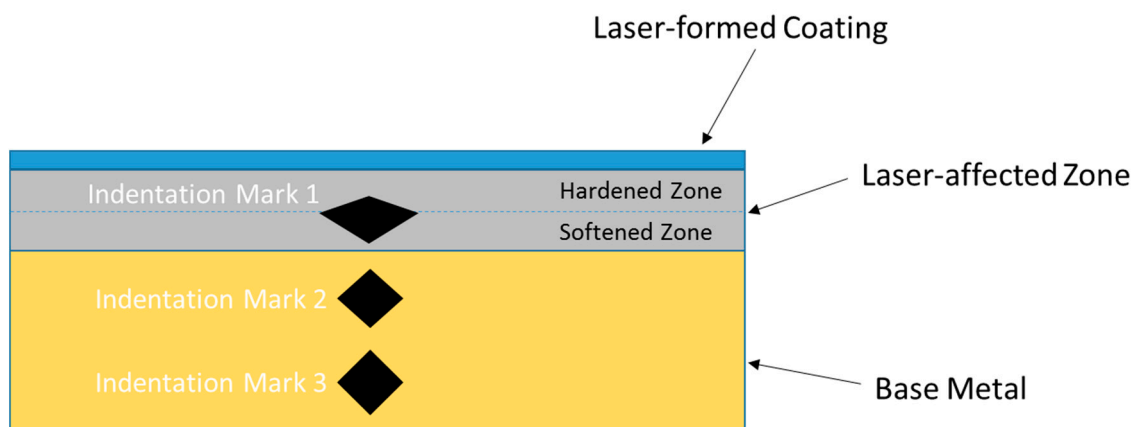 Laser-formed Coating
Indentation Mark 1
Hardened Zone
Laser-affected Zone
Softened Zone
Indentation Mark 2
Indentation Mark 3
Base Metal